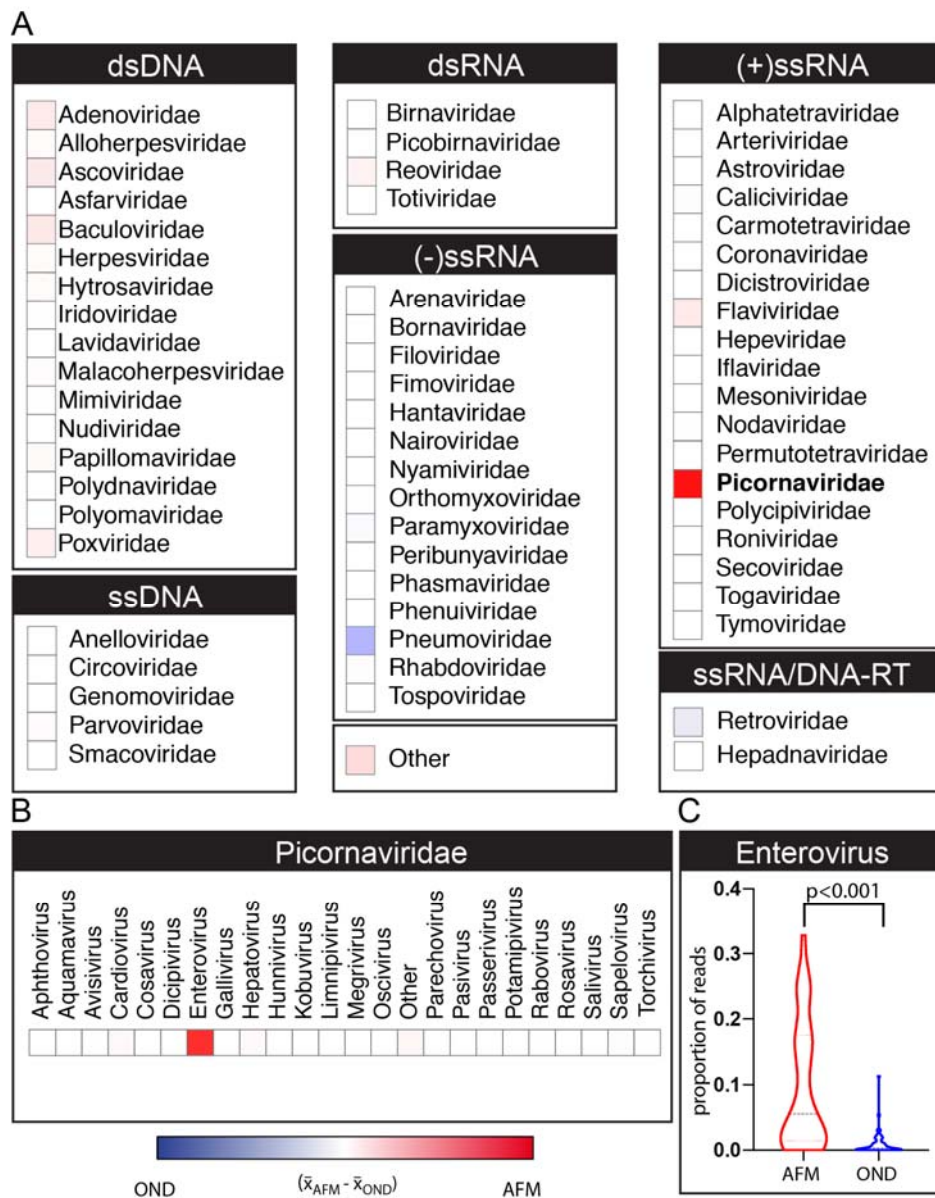 A
dsDNA
Adenoviridae
Alloherpesviridae
Ascoviridae
Asfarviridae
Baculoviridae
Herpesviridae
Hytrosaviridae
Iridoviridae
Lavidaviridae
Malacoherpesviridae
Mimiviridae
Nudiviridae
Papillomaviridae
Polydnaviridae
Polyomaviridae
Poxviridae
ssDNA
Anelloviridae
Circoviridae
Genomoviridae
Parvoviridae
Smacoviridae
dsRNA
Birnaviridae
Picobirnaviridae
Reoviridae
Totiviridae
(-)ssRNA
Arenaviridae
Bornaviridae
Filoviridae
Fimoviridae
Hantaviridae
Nairoviridae
Nyamiviridae
Orthomyxoviridae
Paramyxoviridae
Peribunyaviridae
Phasmaviridae
Phenuiviridae
Pneumoviridae
Rhabdoviridae
Tospoviridae
Other
(+)ssRNA
Alphatetraviridae
Arteriviridae
Astroviridae
Caliciviridae
Carmotetraviridae
Coronaviridae
Dicistroviridae
Flaviviridae
Hepeviridae
Iflaviridae
Mesoniviridae
Nodaviridae
Permutotetraviridae
Picornaviridae
Polycipiviridae
Roniviridae
Secoviridae
Togaviridae
Tymoviridae
ssRNA/DNA-RT
Retroviridae
Hepadnaviridae
B
Picornaviridae
Aphthovirus
Aquamavirus
Avisivirus
Cardiovirus
Cosavirus
Dicipivirus
Enterovirus
Gallivirus
Hepatovirus
Hunnivirus
Kobuvirus
Limnipivirus
Megrivirus
Oscivirus
Other
Parechovirus
Pasivirus
Passerivirus
Potamipivirus
Rabovirus
Rosavirus
Salivirus
Sapelovirus
Torchivirus
OND
(x̄AFM - x̄OND)
AFM
C
Enterovirus
p<0.001
proportion of reads
0.4
0.3
0.2
0.1
0.0
AFM
OND